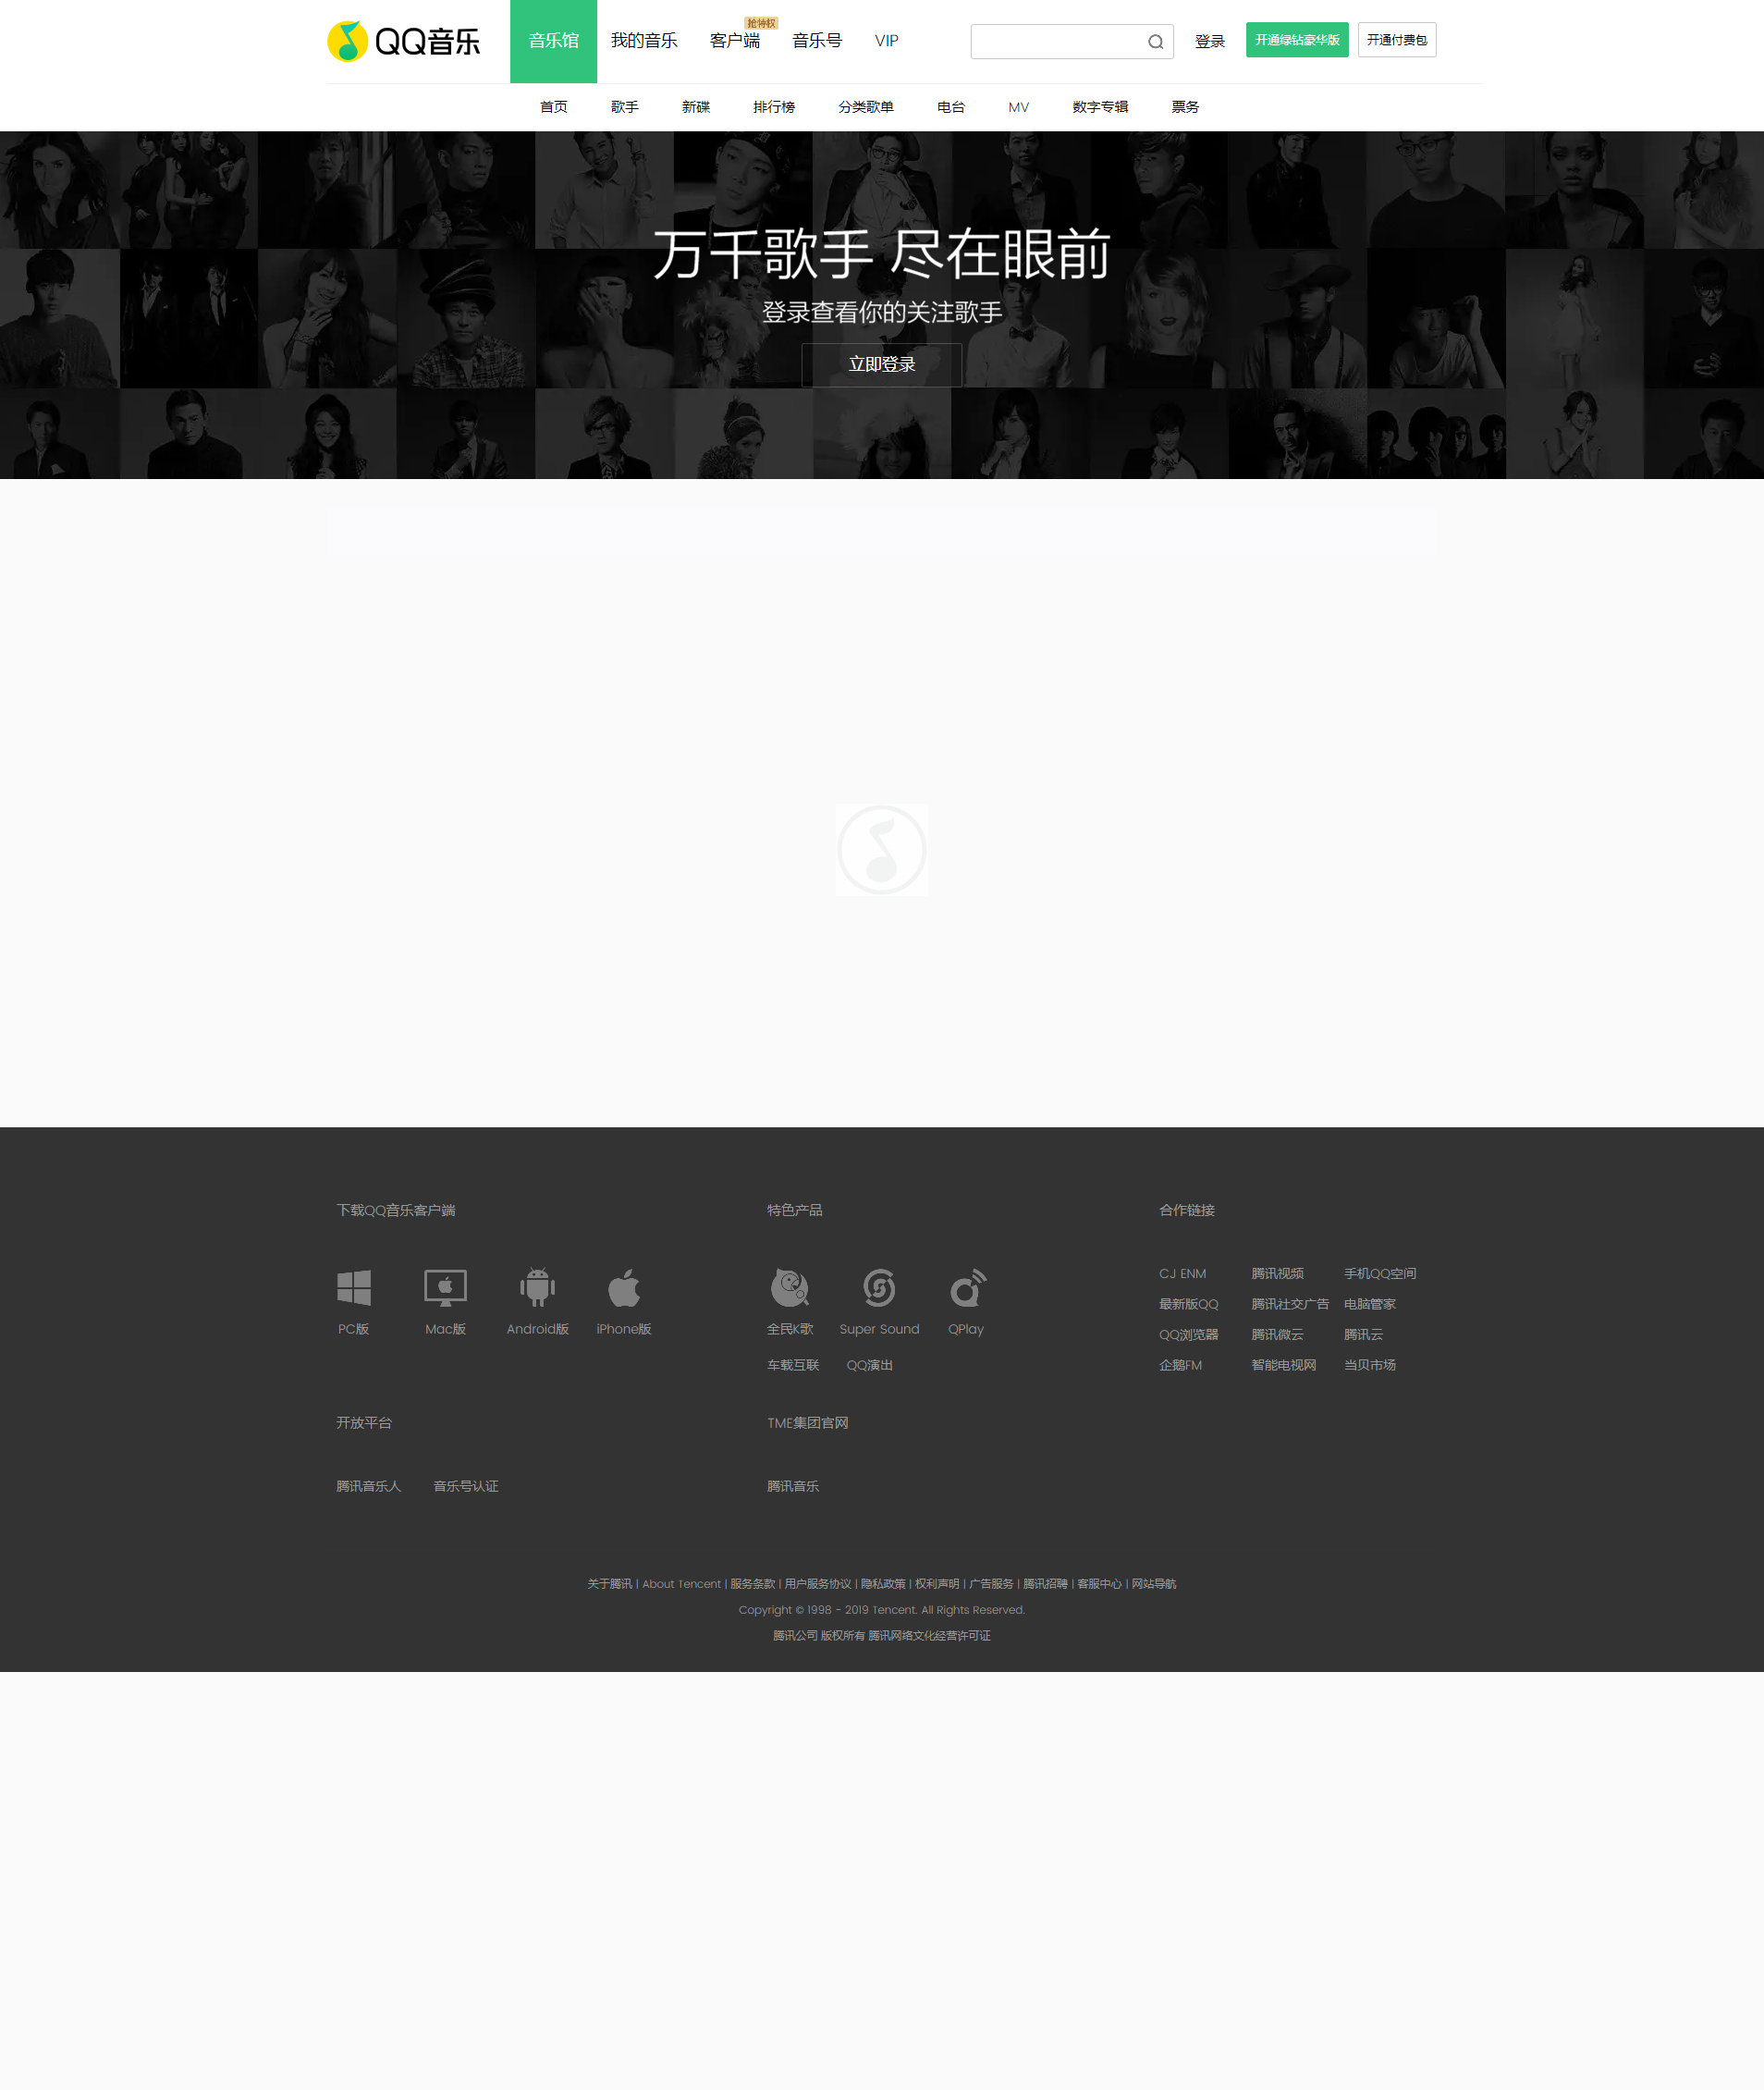 QQ音乐
音乐馆 我的音乐 客户端 抢特权 音乐号 VIP 登录 开通绿钻豪华版 开通付费包
首页 歌手 新碟 排行榜 分类歌单 电台 MV 数字专辑 票务
万千歌手 尽在眼前
登录查看你的关注歌手
立即登录
下载QQ音乐客户端
PC版 Mac版 Android版 iPhone版
特色产品
全民K歌 Super Sound QPlay
车载互联 QQ演出
合作链接
CJ ENM 腾讯视频 手机QQ空间
最新版QQ 腾讯社交广告 电脑管家
QQ浏览器 腾讯微云 腾讯云
企鹅FM 智能电视网 当贝市场
开放平台
腾讯音乐人 音乐号认证
TME集团官网
腾讯音乐
关于腾讯 | About Tencent | 服务条款 | 用户服务协议 | 隐私政策 | 权利声明 | 广告服务 | 腾讯招聘 | 客服中心 | 网站导航
Copyright © 1998 - 2019 Tencent. All Rights Reserved.
腾讯公司 版权所有 腾讯网络文化经营许可证